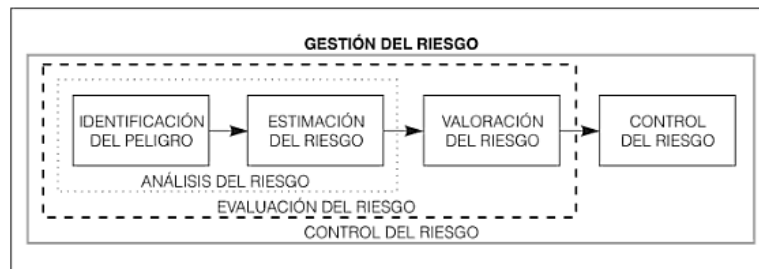 GESTIÓN DEL RIESGO
IDENTIFICACIÓN
DEL PELIGRO
ESTIMACIÓN
DEL RIESGO
VALORACIÓN
DEL RIESGO
CONTROL
DEL RIESGO
ANÁLISIS DEL RIESGO
EVALUACIÓN DEL RIESGO
CONTROL DEL RIESGO